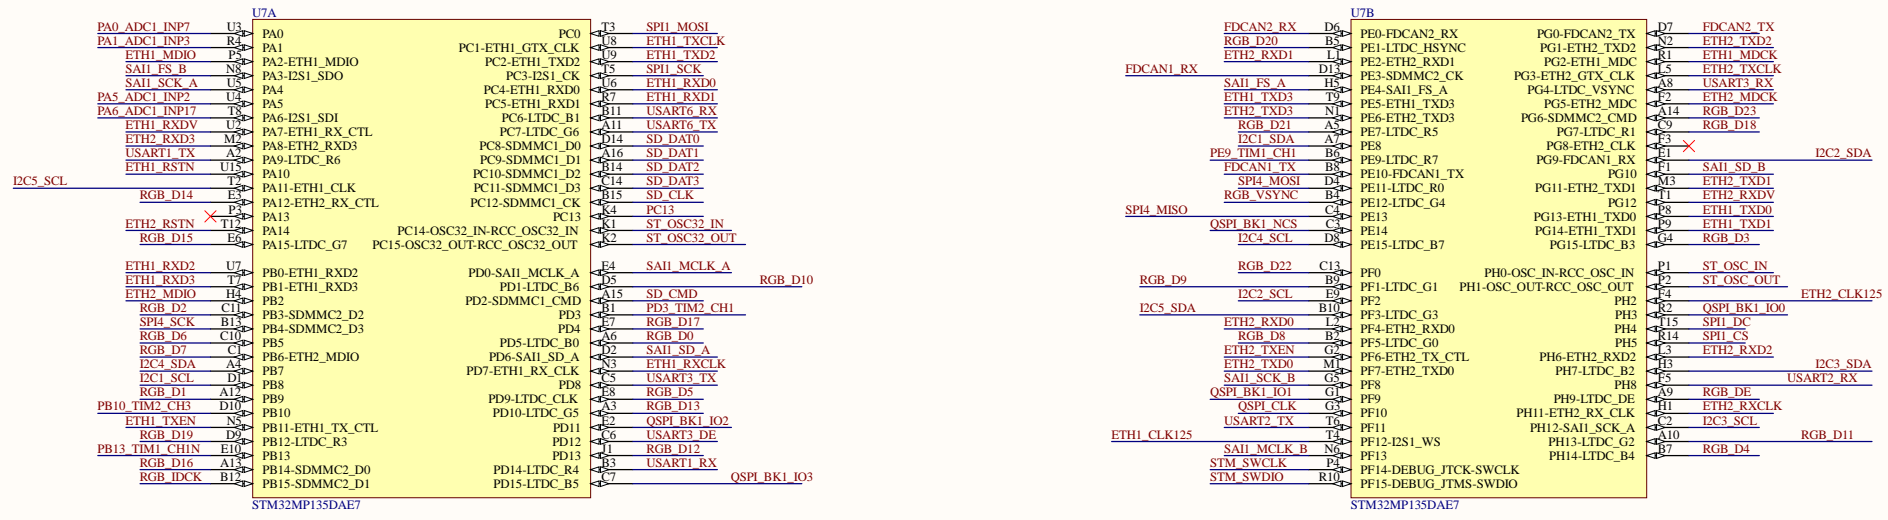 U7A
PA0_ADC1_INP7 U3 PA0 PC0 T3 SPI1_MOSI
PA1_ADC1_INP3 R4 PA1 PC1-ETH1_GTX_CLK U8 ETH1_TXCLK
ETH1_MDIO P5 PA2-ETH1_MDIO PC2-ETH1_TXD2 U9 ETH1_TXD2
SAI1_FS_B N8 PA3-I2S1_SDO PC3-I2S1_CK T5 SPI1_SCK
SAI1_SCK_A U5 PA4 PC4-ETH1_RXD0 U6 ETH1_RXD0
PA5_ADC1_INP2 U4 PA5 PC5-ETH1_RXD1 R7 ETH1_RXD1
PA6_ADC1_INP17 T8 PA6-I2S1_SDI PC6-LTDC_B1 B11 USART6_RX
ETH1_RXDV U2 PA7-ETH1_RX_CTL PC7-LTDC_G6 A11 USART6_TX
ETH2_RXD3 M2 PA8-ETH2_RXD3 PC8-SDMMC1_D0 D14 SD_DAT0
USART1_TX A2 PA9-LTDC_R6 PC9-SDMMC1_D1 A16 SD_DAT1
ETH1_RSTN U15 PA10 PC10-SDMMC1_D2 B14 SD_DAT2
I2C5_SCL T2 PA11-ETH1_CLK PC11-SDMMC1_D3 C14 SD_DAT3
RGB_D14 E3 PA12-ETH2_RX_CTL PC12-SDMMC1_CK B15 SD_CLK
P3 PA13 PC13 K4 PC13
ETH2_RSTN T12 PA14 PC14-OSC32_IN-RCC_OSC32_IN K1 ST_OSC32_IN
RGB_D15 E6 PA15-LTDC_G7 PC15-OSC32_OUT-RCC_OSC32_OUT K2 ST_OSC32_OUT
ETH1_RXD2 U7 PB0-ETH1_RXD2 PD0-SAI1_MCLK_A E4 SAI1_MCLK_A
ETH1_RXD3 T7 PB1-ETH1_RXD3 PD1-LTDC_B6 D5 RGB_D10
ETH2_MDIO H4 PB2 PD2-SDMMC1_CMD A15 SD_CMD
RGB_D2 C11 PB3-SDMMC2_D2 PD3 B1 PD3_TIM2_CH1
SPI4_SCK B13 PB4-SDMMC2_D3 PD4 E7 RGB_D17
RGB_D6 C10 PB5 PD5-LTDC_B0 A6 RGB_D0
RGB_D7 C1 PB6-ETH2_MDIO PD6-SAI1_SD_A D2 SAI1_SD_A
I2C4_SDA A4 PB7 PD7-ETH1_RX_CLK N3 ETH1_RXCLK
I2C1_SCL D1 PB8 PD8 C5 USART3_TX
RGB_D1 A12 PB9 PD9-LTDC_CLK E8 RGB_D5
PB10_TIM2_CH3 D10 PB10 PD10-LTDC_G5 A3 RGB_D13
ETH1_TXEN N5 PB11-ETH1_TX_CTL PD11 E2 QSPI_BK1_IO2
RGB_D19 D9 PB12-LTDC_R3 PD12 C6 USART3_DE
PB13_TIM1_CH1N E10 PB13 PD13 J1 RGB_D12
RGB_D16 A13 PB14-SDMMC2_D0 PD14-LTDC_R4 B3 USART1_RX
RGB_IDCK B12 PB15-SDMMC2_D1 PD15-LTDC_B5 C7 QSPI_BK1_IO3
STM32MP135DAE7
U7B
FDCAN2_RX D6 PE0-FDCAN2_RX PG0-FDCAN2_TX D7 FDCAN2_TX
RGB_D20 B5 PE1-LTDC_HSYNC PG1-ETH2_TXD2 N2 ETH2_TXD2
ETH2_RXD1 L1 PE2-ETH2_RXD1 PG2-ETH1_MDC R1 ETH1_MDCK
FDCAN1_RX D13 PE3-SDMMC2_CK PG3-ETH2_GTX_CLK L5 ETH2_TXCLK
SAI1_FS_A H5 PE4-SAI1_FS_A PG4-LTDC_VSYNC A8 USART3_RX
ETH1_TXD3 T9 PE5-ETH1_TXD3 PG5-ETH2_MDC F2 ETH2_MDCK
ETH2_TXD3 N1 PE6-ETH2_TXD3 PG6-SDMMC2_CMD A14 RGB_D23
RGB_D21 A5 PE7-LTDC_R5 PG7-LTDC_R1 C9 RGB_D18
I2C1_SDA A7 PE8 PG8-ETH2_CLK F3
PE9_TIM1_CH1 B6 PE9-LTDC_R7 PG9-FDCAN1_RX E1 I2C2_SDA
FDCAN1_TX B8 PE10-FDCAN1_TX PG10 F1 SAI1_SD_B
SPI4_MOSI D4 PE11-LTDC_R0 PG11-ETH2_TXD1 M3 ETH2_TXD1
RGB_VSYNC B4 PE12-LTDC_G4 PG12 T1 ETH2_RXDV
SPI4_MISO C4 PE13 PG13-ETH1_TXD0 P8 ETH1_TXD0
QSPI_BK1_NCS C3 PE14 PG14-ETH1_TXD1 P9 ETH1_TXD1
I2C4_SCL D8 PE15-LTDC_B7 PG15-LTDC_B3 G4 RGB_D3
RGB_D22 C13 PF0 PH0-OSC_IN-RCC_OSC_IN P1 ST_OSC_IN
RGB_D9 B9 PF1-LTDC_G1 PH1-OSC_OUT-RCC_OSC_OUT P2 ST_OSC_OUT
I2C2_SCL E9 PF2 PH2 F4 ETH2_CLK125
I2C5_SDA B10 PF3-LTDC_G3 PH3 R2 QSPI_BK1_IO0
ETH2_RXD0 L2 PF4-ETH2_RXD0 PH4 T15 SPI1_DC
RGB_D8 B2 PF5-LTDC_G0 PH5 R14 SPI1_CS
ETH2_TXEN G2 PF6-ETH2_TX_CTL PH6-ETH2_RXD2 L3 ETH2_RXD2
ETH2_TXD0 M1 PF7-ETH2_TXD0 PH7-LTDC_B2 H3 I2C3_SDA
SAI1_SCK_B G5 PF8 PH8 F5 USART2_RX
QSPI_BK1_IO1 G1 PF9 PH9-LTDC_DE A9 RGB_DE
QSPI_CLK G3 PF10 PH11-ETH2_RX_CLK H1 ETH2_RXCLK
USART2_TX T6 PF11 PH12-SAI1_SCK_A C2 I2C3_SCL
ETH1_CLK125 T4 PF12-I2S1_WS PH13-LTDC_G2 A10 RGB_D11
SAI1_MCLK_B N6 PF13 PH14-LTDC_B4 B7 RGB_D4
STM_SWCLK P4 PF14-DEBUG_JTCK-SWCLK
STM_SWDIO R10 PF15-DEBUG_JTMS-SWDIO
STM32MP135DAE7